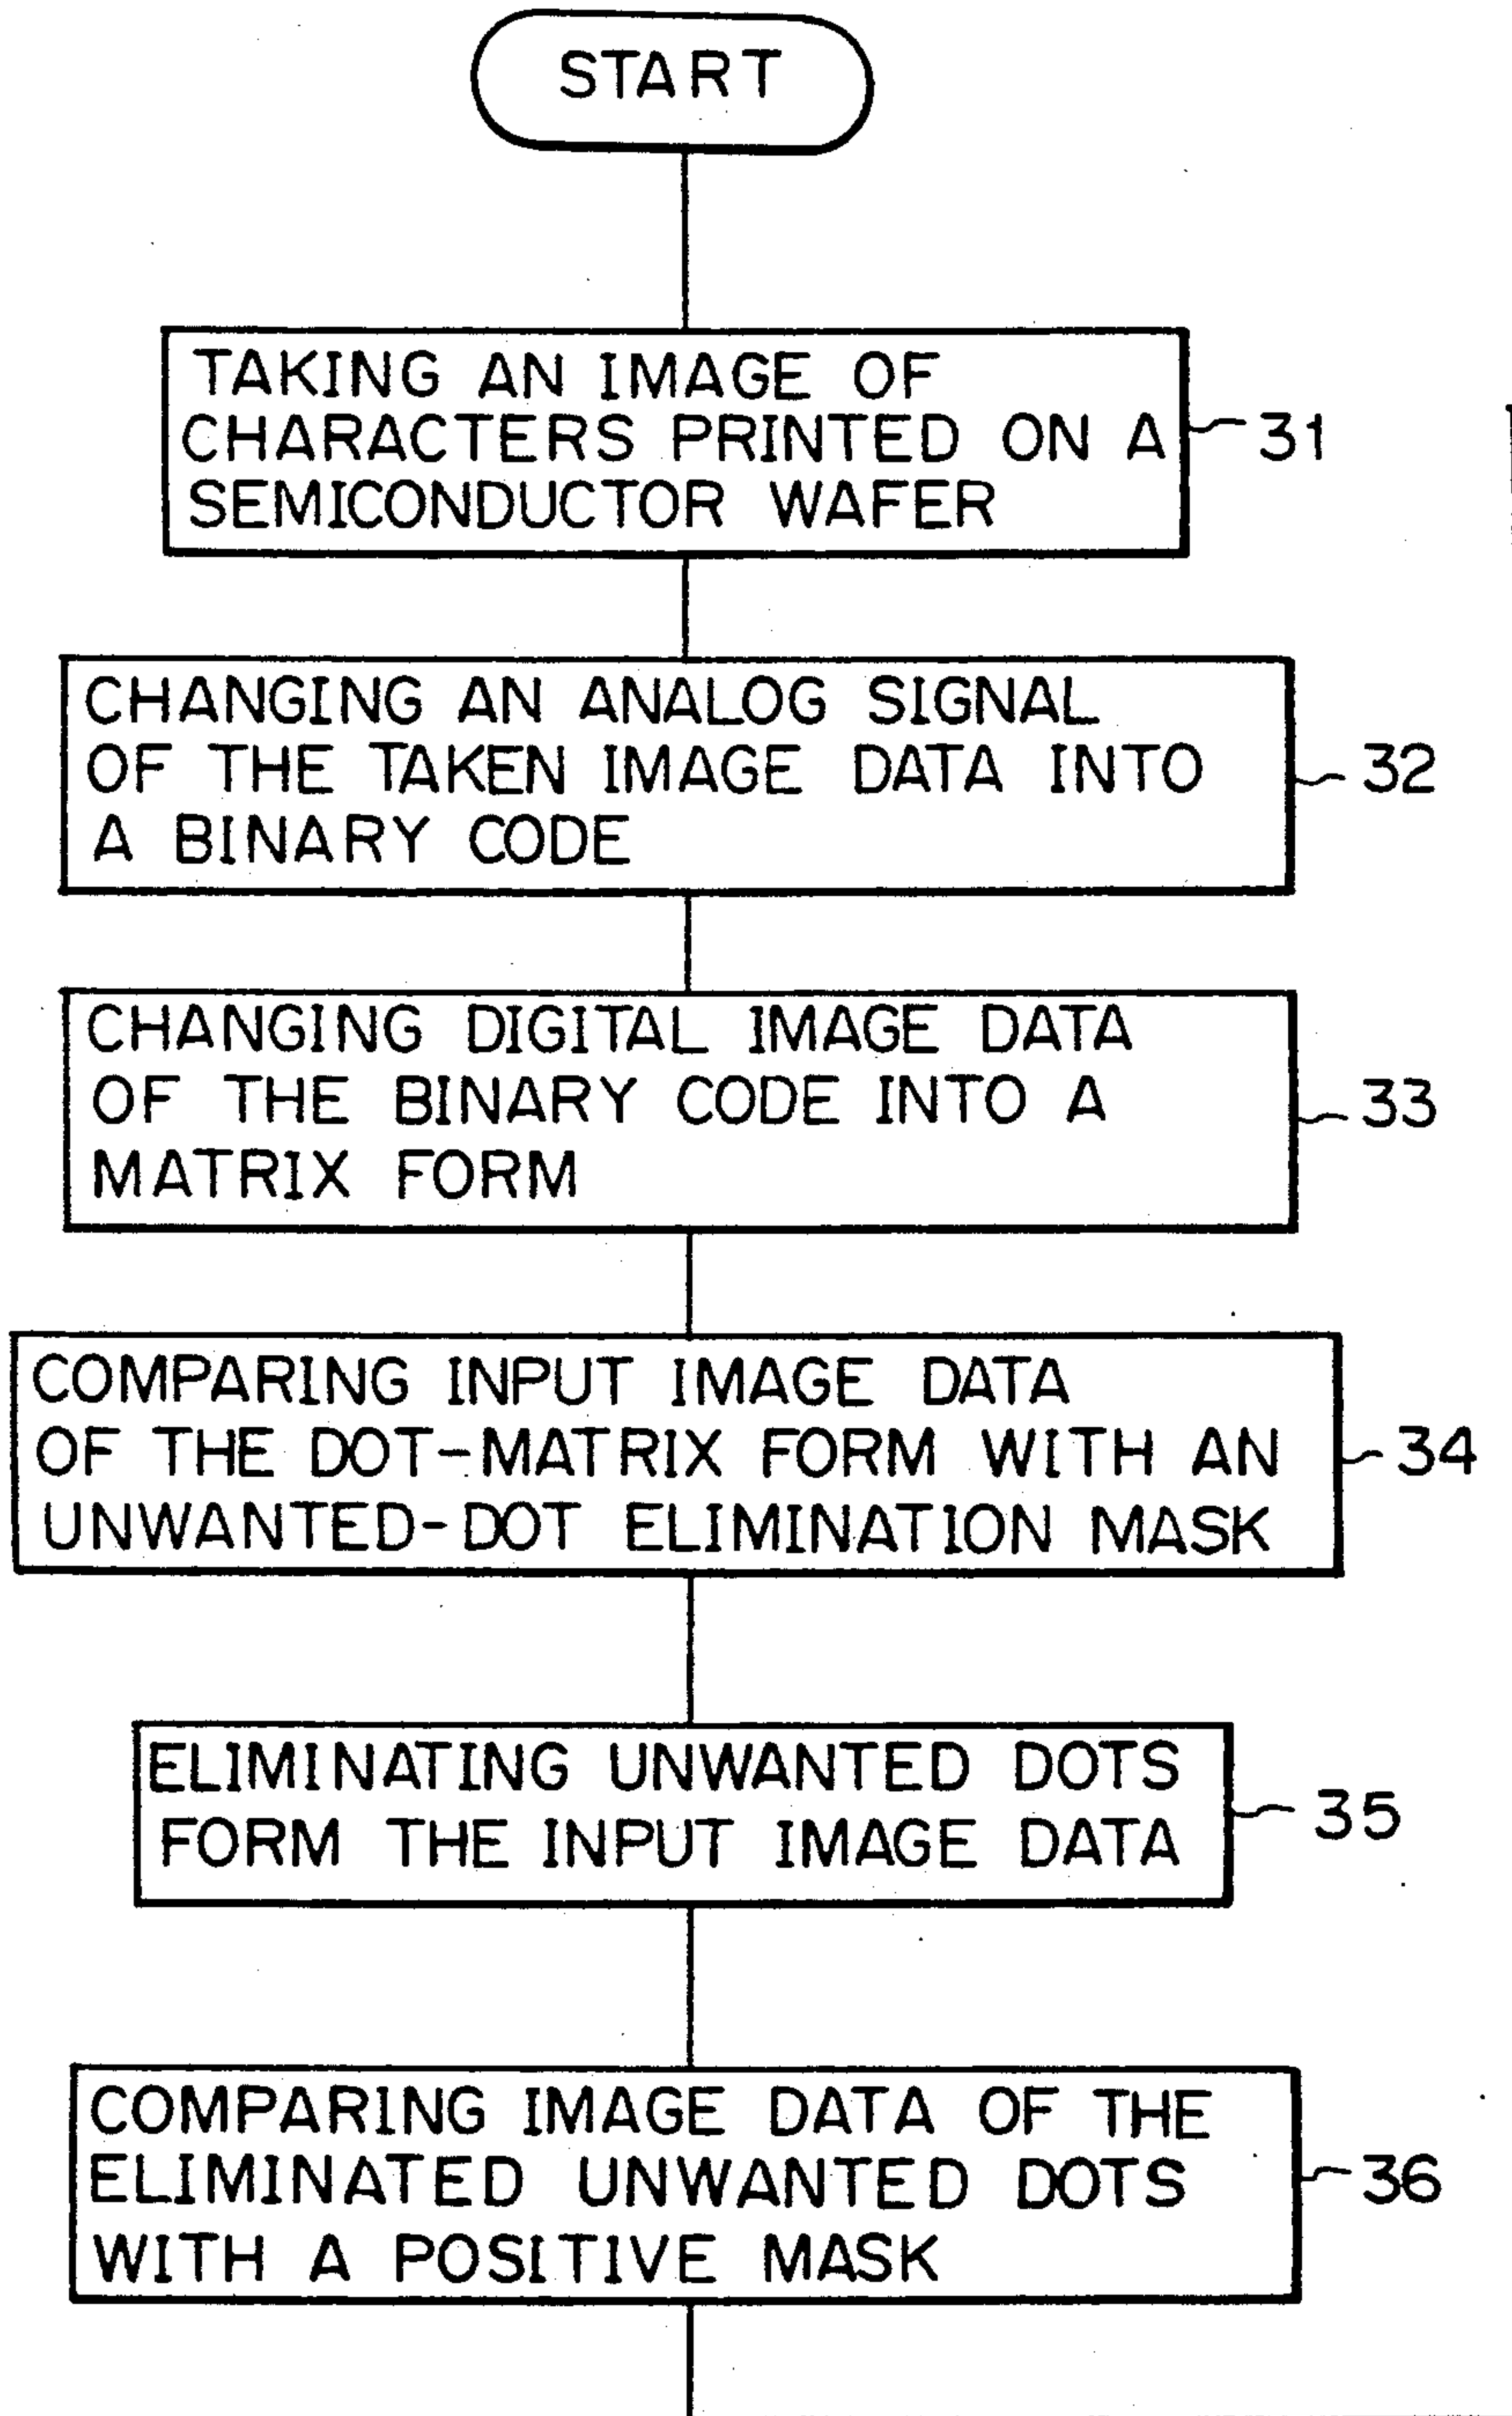 START
TAKING AN IMAGE OF
CHARACTERS PRINTED ON A
SEMICONDUCTOR WAFER
31
CHANGING AN ANALOG SIGNAL
OF THE TAKEN IMAGE DATA INTO
A BINARY CODE
32
CHANGING DIGITAL IMAGE DATA
OF THE BINARY CODE INTO A
MATRIX FORM
33
COMPARING INPUT IMAGE DATA
OF THE DOT-MATRIX FORM WITH AN
UNWANTED-DOT ELIMINATION MASK
34
ELIMINATING UNWANTED DOTS
FORM THE INPUT IMAGE DATA
35
COMPARING IMAGE DATA OF THE
ELIMINATED UNWANTED DOTS
WITH A POSITIVE MASK
36